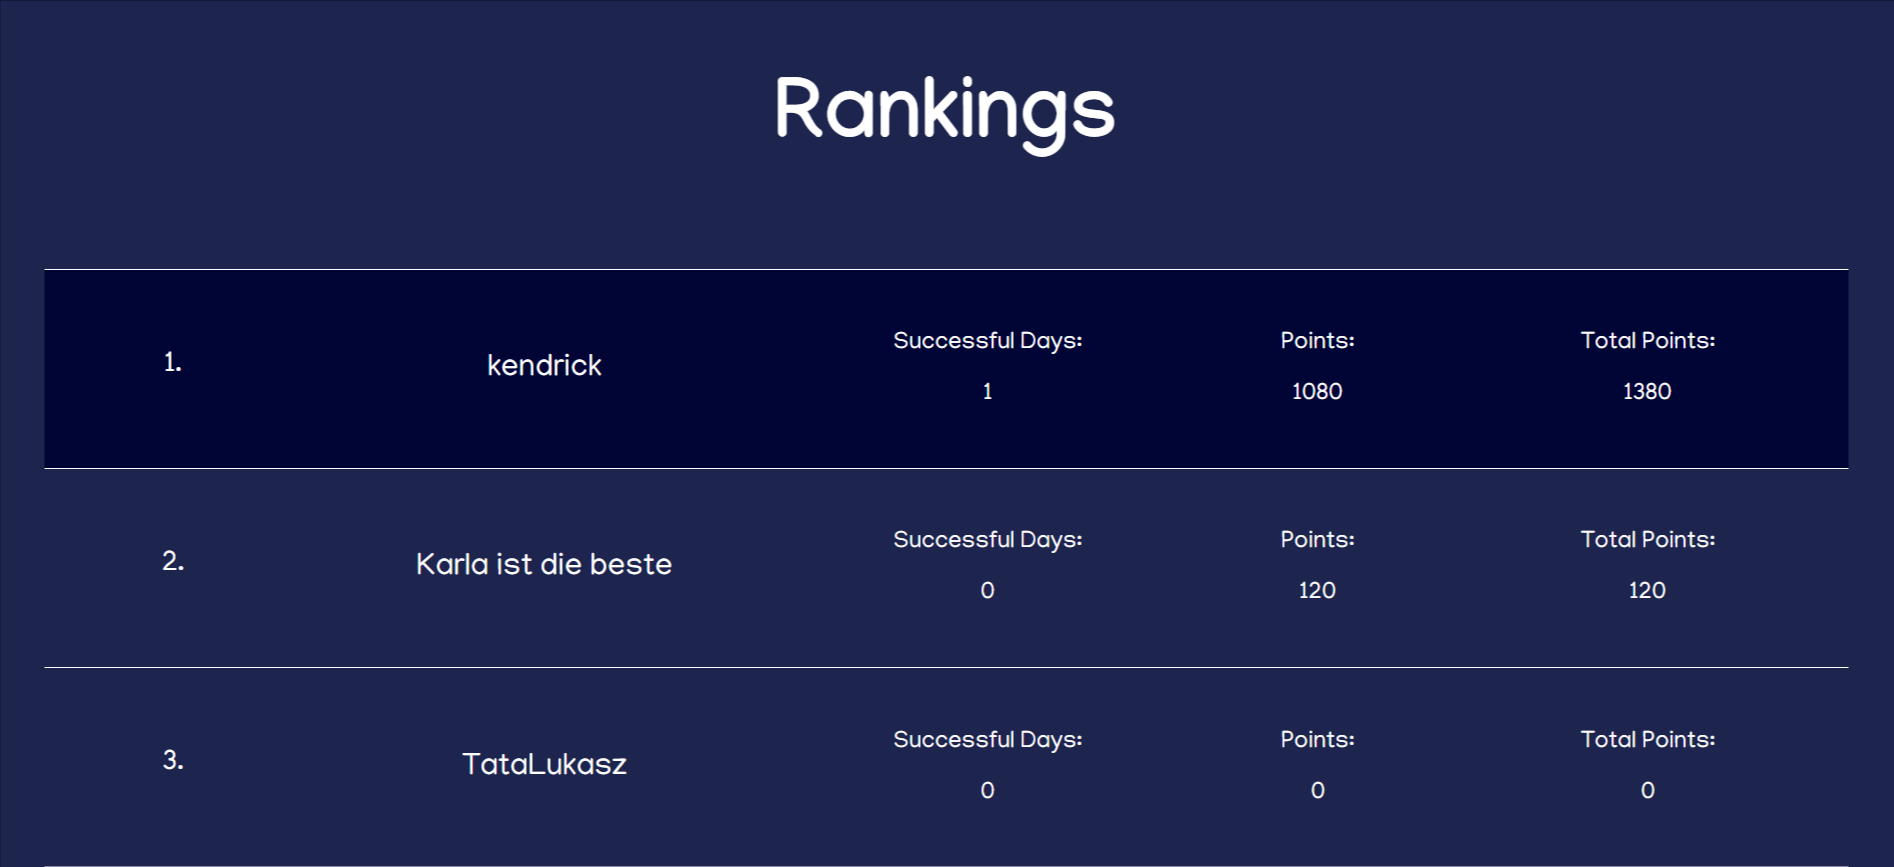 Rankings
1. kendrick Successful Days: 1 Points: 1080 Total Points: 1380
2. Karla ist die beste Successful Days: 0 Points: 120 Total Points: 120
3. TataLukasz Successful Days: 0 Points: 0 Total Points: 0